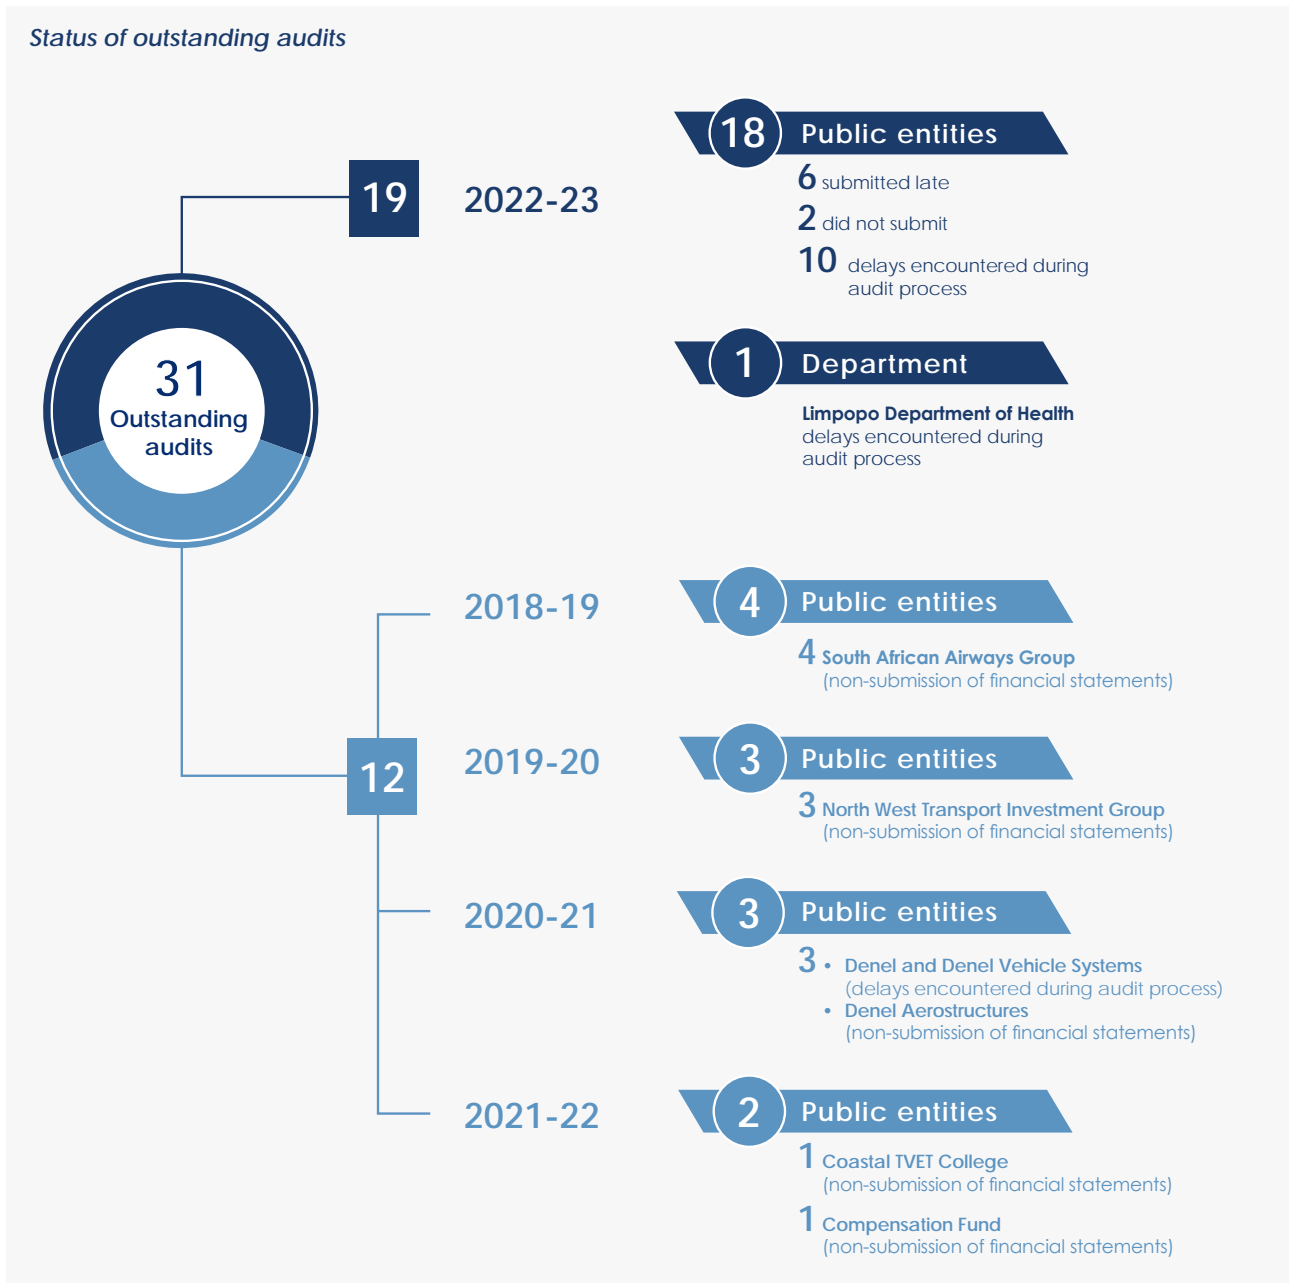 Status of outstanding audits
31
Outstanding
audits
19
2022-23
18 Public entities
6 submitted late
2 did not submit
10 delays encountered during
audit process
1 Department
Limpopo Department of Health
delays encountered during
audit process
12
2018-19
4 Public entities
4 South African Airways Group
(non-submission of financial statements)
2019-20
3 Public entities
3 North West Transport Investment Group
(non-submission of financial statements)
2020-21
3 Public entities
3 • Denel and Denel Vehicle Systems
(delays encountered during audit process)
• Denel Aerostructures
(non-submission of financial statements)
2021-22
2 Public entities
1 Coastal TVET College
(non-submission of financial statements)
1 Compensation Fund
(non-submission of financial statements)